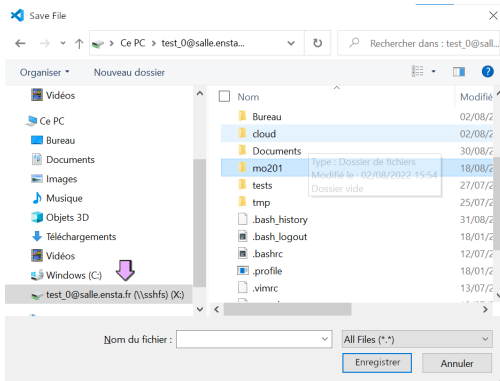 Save File
Ce PC > test_0@salle.ensta...
Rechercher dans : test_0@sall...
Organiser
Nouveau dossier
?
Vidéos
Ce PC
Bureau
Documents
Images
Musique
Objets 3D
Téléchargements
Vidéos
Windows (C:)
test_0@salle.ensta.fr (\\sshfs) (X:)
Nom
Modifié
Bureau
02/08/2
cloud
02/08/2
Documents
30/08/2
mo201
18/08/2
tests
27/07/2
tmp
25/07/2
.bash_history
31/08/2
.bash_logout
18/01/2
.bashrc
12/07/2
.profile
18/01/2
.vimrc
13/07/2
Type : Dossier de fichiers
Modifié le : 02/08/2022 15:54
Dossier vide
Nom du fichier :
All Files (*.*)
Enregistrer
Annuler